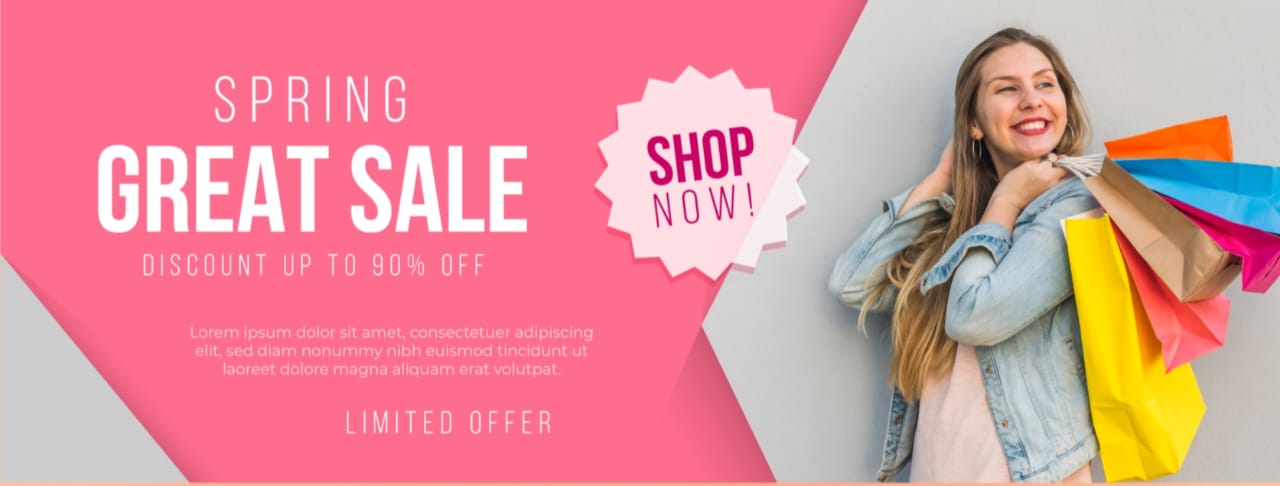 SPRING
GREAT SALE
DISCOUNT UP TO 90% OFF
SHOP
NOW!
Lorem ipsum dolor sit amet, consectetuer adipiscing
elit, sed diam nonummy nibh euismod tincidunt ut
laoreet dolore magna aliquam erat volutpat.
LIMITED OFFER